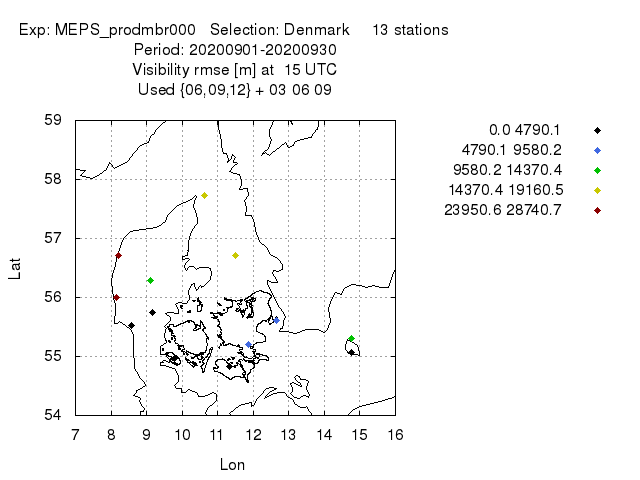 Exp: MEPS_prodmbr000 Selection: Denmark 13 stations
Period: 20200901-20200930
Visibility rmse [m] at 15 UTC
Used {06,09,12} + 03 06 09
0.0 4790.1
4790.1 9580.2
9580.2 14370.4
14370.4 19160.5
23950.6 28740.7
Lat
59
58
57
56
55
54
7 8 9 10 11 12 13 14 15 16
Lon